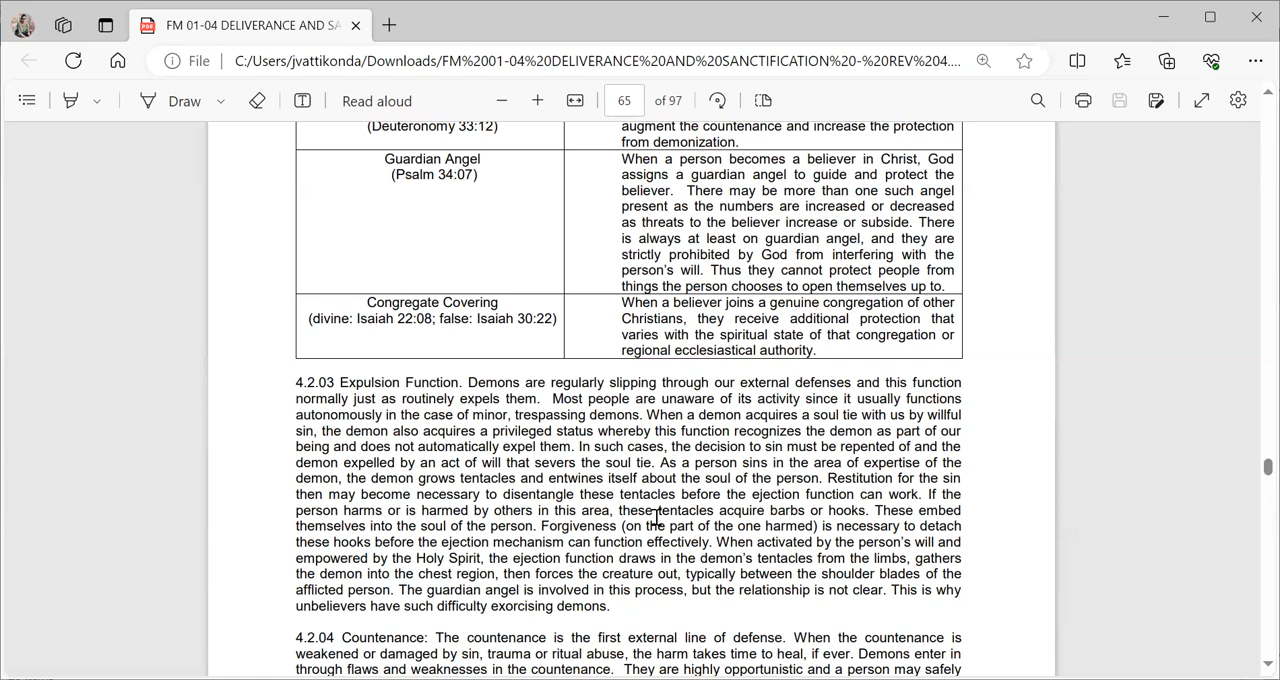 FM 01-04 DELIVERANCE AND SA
File
C:/Users/jvattikonda/Downloads/FM%2001-04%20DELIVERANCE%20AND%20SANCTIFICATION%20-%20REV%204....
Draw
Read aloud
65
of 97
(Deuteronomy 33:12)
augment the countenance and increase the protection
from demonization.
Guardian Angel
(Psalm 34:07)
When a person becomes a believer in Christ, God
assigns a guardian angel to guide and protect the
believer. There may be more than one such angel
present as the numbers are increased or decreased
as threats to the believer increase or subside. There
is always at least on guardian angel, and they are
strictly prohibited by God from interfering with the
person's will. Thus they cannot protect people from
things the person chooses to open themselves up to.
Congregate Covering
(divine: Isaiah 22:08; false: Isaiah 30:22)
When a believer joins a genuine congregation of other
Christians, they receive additional protection that
varies with the spiritual state of that congregation or
regional ecclesiastical authority.
4.2.03 Expulsion Function. Demons are regularly slipping through our external defenses and this function
normally just as routinely expels them. Most people are unaware of its activity since it usually functions
autonomously in the case of minor, trespassing demons. When a demon acquires a soul tie with us by willful
sin, the demon also acquires a privileged status whereby this function recognizes the demon as part of our
being and does not automatically expel them. In such cases, the decision to sin must be repented of and the
demon expelled by an act of will that severs the soul tie. As a person sins in the area of expertise of the
demon, the demon grows tentacles and entwines itself about the soul of the person. Restitution for the sin
then may become necessary to disentangle these tentacles before the ejection function can work. If the
person harms or is harmed by others in this area, these tentacles acquire barbs or hooks. These embed
themselves into the soul of the person. Forgiveness (on the part of the one harmed) is necessary to detach
these hooks before the ejection mechanism can function effectively. When activated by the person's will and
empowered by the Holy Spirit, the ejection function draws in the demon's tentacles from the limbs, gathers
the demon into the chest region, then forces the creature out, typically between the shoulder blades of the
afflicted person. The guardian angel is involved in this process, but the relationship is not clear. This is why
unbelievers have such difficulty exorcising demons.
4.2.04 Countenance: The countenance is the first external line of defense. When the countenance is
weakened or damaged by sin, trauma or ritual abuse, the harm takes time to heal, if ever. Demons enter in
through flaws and weaknesses in the countenance. They are highly opportunistic and a person may safely